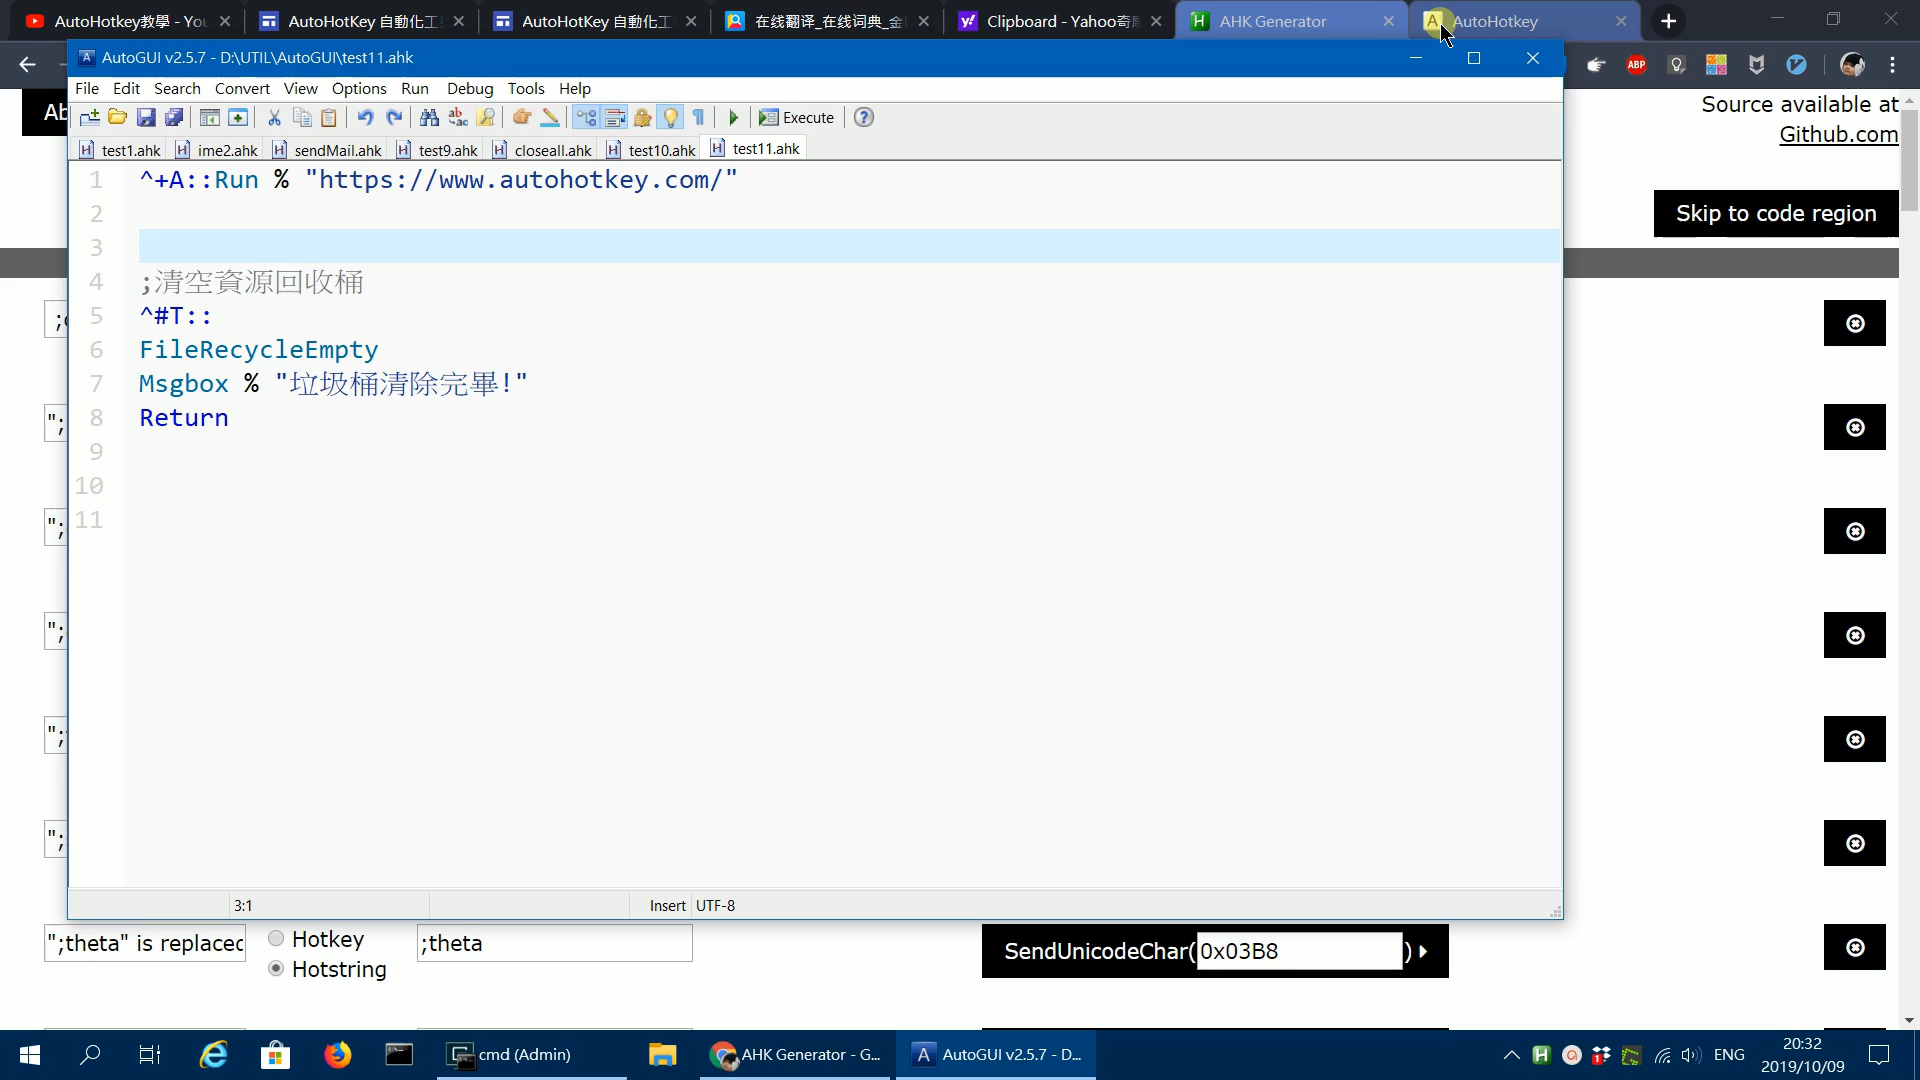 AutoHotkey教學 - You
AutoHotKey 自動化工
AutoHotKey 自動化工
在线翻译_在线词典_金
Clipboard - Yahoo奇
AHK Generator
AutoHotkey
AutoGUI v2.5.7 - D:\UTIL\AutoGUI\test11.ahk
ABP
File Edit Search Convert View Options Run Debug Tools Help
Execute
test1.ahk
ime2.ahk
sendMail.ahk
test9.ahk
closeall.ahk
test10.ahk
test11.ahk
Source available at
Github.com
Skip to code region
1 ^+A::Run % "https://www.autohotkey.com/"
2
3
4 ;清空資源回收桶
5 ^#T::
6 FileRecycleEmpty
7 Msgbox % "垃圾桶清除完畢!"
8 Return
9
10
11
3:1
Insert
UTF-8
";theta" is replaced
Hotkey
Hotstring
;theta
SendUnicodeChar( 0x03B8 )
cmd (Admin)
AHK Generator - G...
AutoGUI v2.5.7 - D...
ENG
20:32
2019/10/09